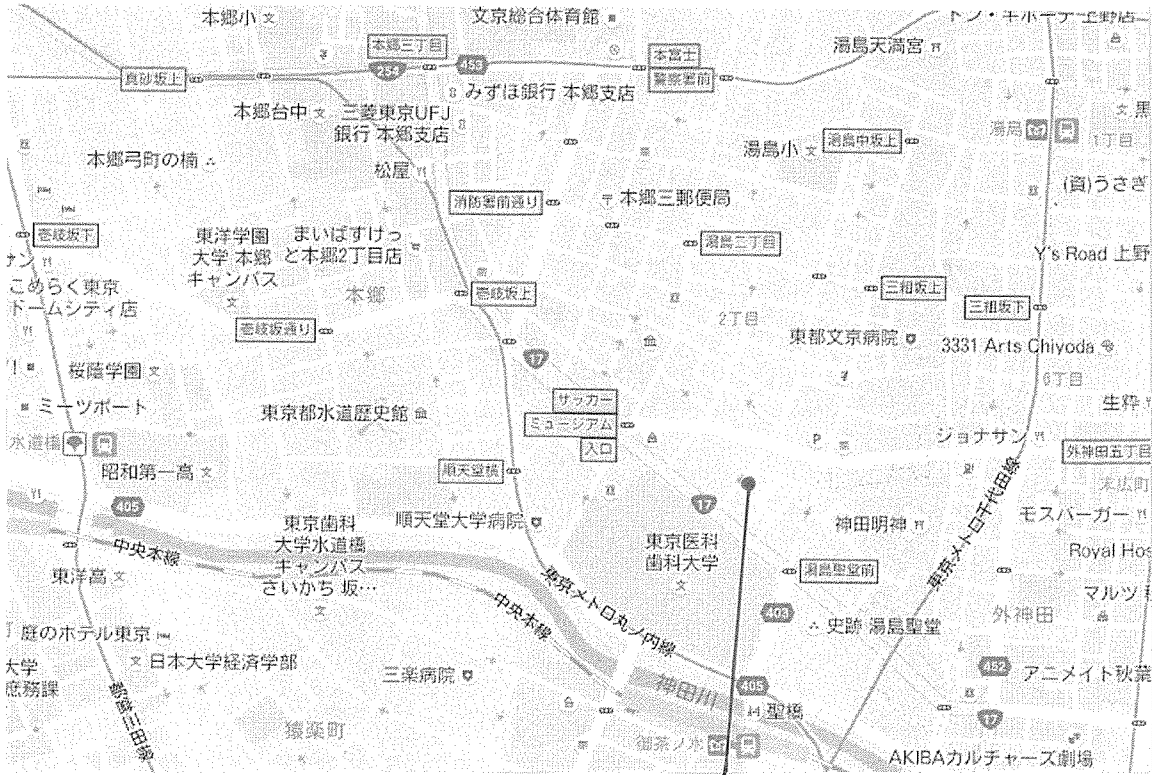 本郷小
文京総合体育館
ドン・キホーテ 上野店
本郷三丁目
254
453
本富士
警察署前
湯島天満宮
真砂坂上
みずほ銀行 本郷支店
本郷台中
三菱東京UFJ
銀行 本郷支店
湯島小
湯島中坂上
湯島
1丁目
黒
本郷弓町の楠
松屋
消防署前通り
本郷三郵便局
(資)うさぎ
壱岐坂下
東洋学園
大学 本郷
キャンパス
まいばすけっ
と本郷2丁目店
湯島二丁目
Y's Road 上野
サン
こめらく東京
ドームシティ店
本郷
壱岐坂上
三組坂上
三組坂下
壱岐坂通り
2丁目
東都文京病院
3331 Arts Chiyoda
17
桜蔭学園
6丁目
ミーツポート
東京都水道歴史館
サッカー
ミュージアム
入口
生粋
水道橋
P
ジョナサン
外神田五丁目
昭和第一高
順天堂横
末広町
405
17
東京歯科
大学水道橋
キャンパス
さいかち 坂…
順天堂大学病院
東京医科
歯科大学
神田明神
モスバーガー
中央本線
東京メトロ千代田線
Royal Hos
東洋高
東京メトロ丸ノ内線
湯島聖堂前
マルツ
中央本線
403
史跡 湯島聖堂
外神田
庭のホテル東京
日本大学経済学部
大学
庶務課
三楽病院
神田川
405
452
アニメイト秋葉
都営三田線
猿楽町
聖橋
17
御茶ノ水
AKIBAカルチャーズ劇場